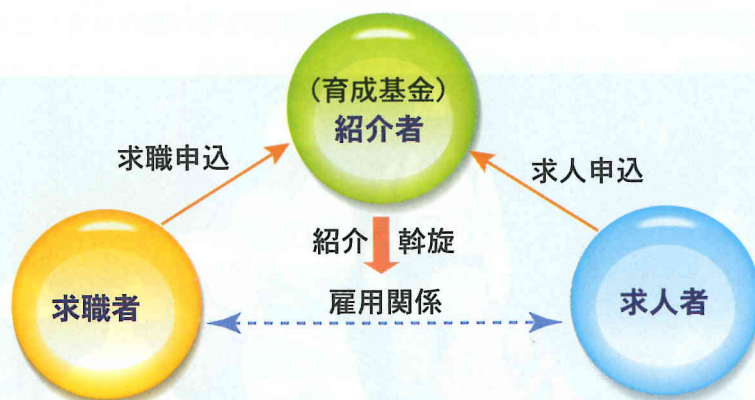 (育成基金)
紹介者
求職申込
求人申込
紹介 斡旋
求職者
雇用関係
求人者